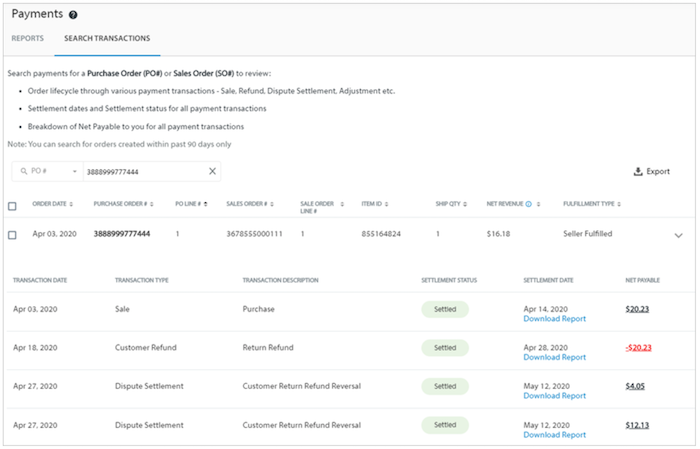 Payments
REPORTS SEARCH TRANSACTIONS
Search payments for a Purchase Order (PO#) or Sales Order (SO#) to review:
• Order lifecycle through various payment transactions - Sale, Refund, Dispute Settlement, Adjustment etc.
• Settlement dates and Settlement status for all payment transactions
• Breakdown of Net Payable to you for all payment transactions
Note: You can search for orders created within past 90 days only
PO # 3888999777444 Export
ORDER DATE PURCHASE ORDER # PO LINE # SALES ORDER # SALE ORDER LINE # ITEM ID SHIP QTY NET REVENUE FULFILLMENT TYPE
Apr 03, 2020 3888999777444 1 3678555000111 1 855164824 1 $16.18 Seller Fulfilled
TRANSACTION DATE TRANSACTION TYPE TRANSACTION DESCRIPTION SETTLEMENT STATUS SETTLEMENT DATE NET PAYABLE
Apr 03, 2020 Sale Purchase Settled Apr 14, 2020 $20.23
Download Report
Apr 18, 2020 Customer Refund Return Refund Settled Apr 28, 2020 -$20.23
Download Report
Apr 27, 2020 Dispute Settlement Customer Return Refund Reversal Settled May 12, 2020 $4.05
Download Report
Apr 27, 2020 Dispute Settlement Customer Return Refund Reversal Settled May 12, 2020 $12.13
Download Report